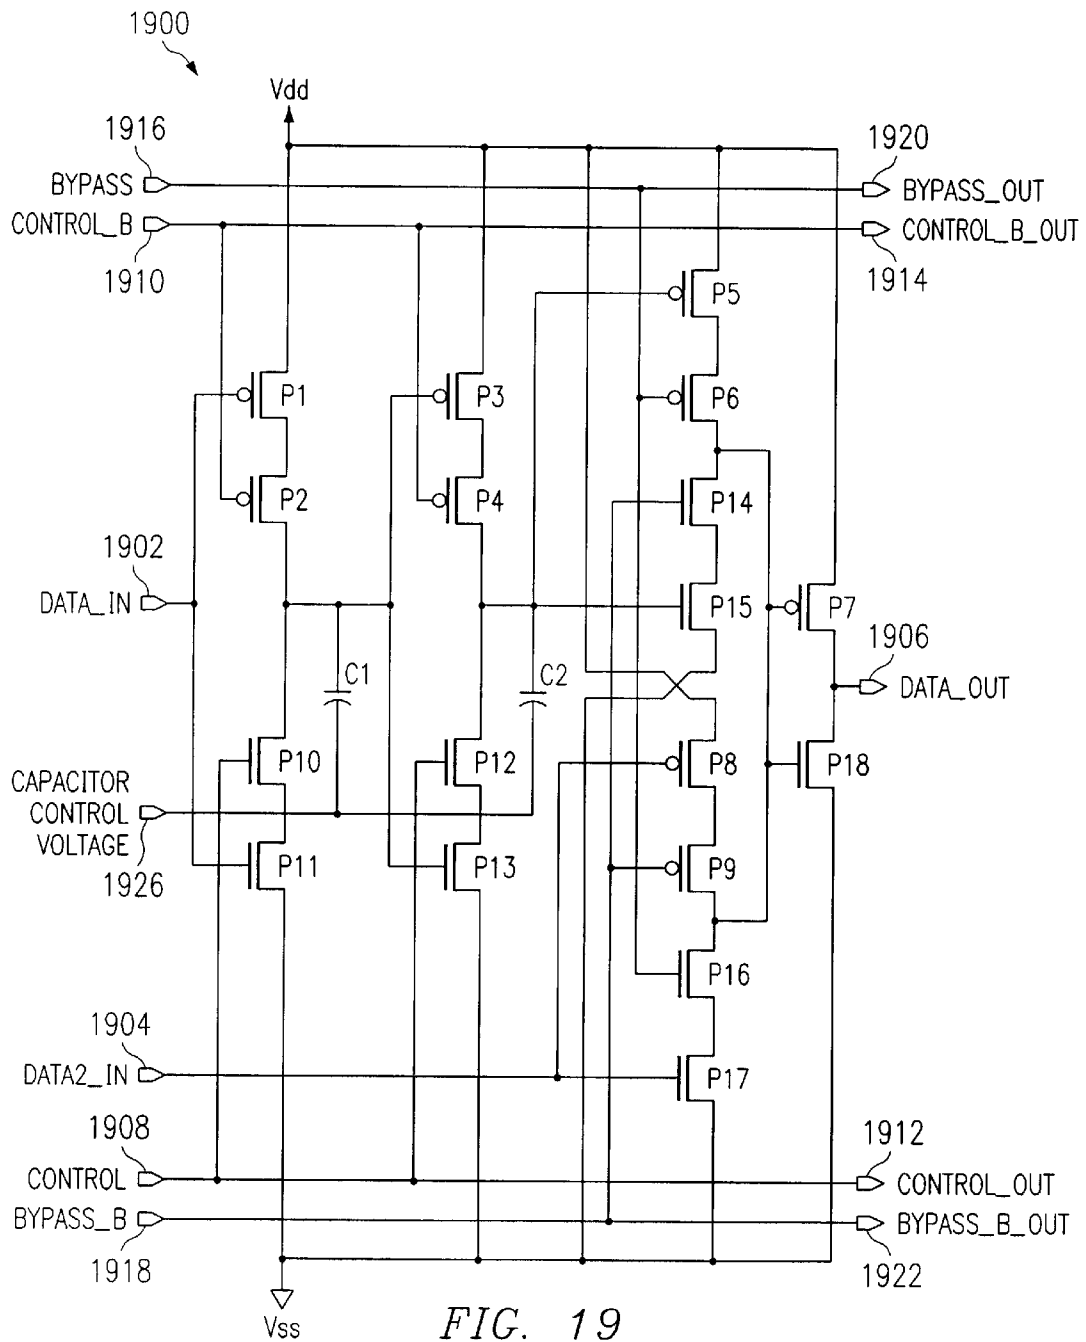 1900
Vdd
1916
1920
BYPASS
BYPASS_OUT
CONTROL_B
CONTROL_B_OUT
1910
1914
P5
P1
P3
P6
P2
P4
P14
1902
DATA_IN
P15
P7
1906
C1
C2
DATA_OUT
P10
P12
P8
P18
CAPACITOR
CONTROL
VOLTAGE
1926
P11
P13
P9
P16
1904
DATA2_IN
P17
1908
1912
CONTROL
CONTROL_OUT
BYPASS_B
BYPASS_B_OUT
1918
1922
Vss
FIG. 19